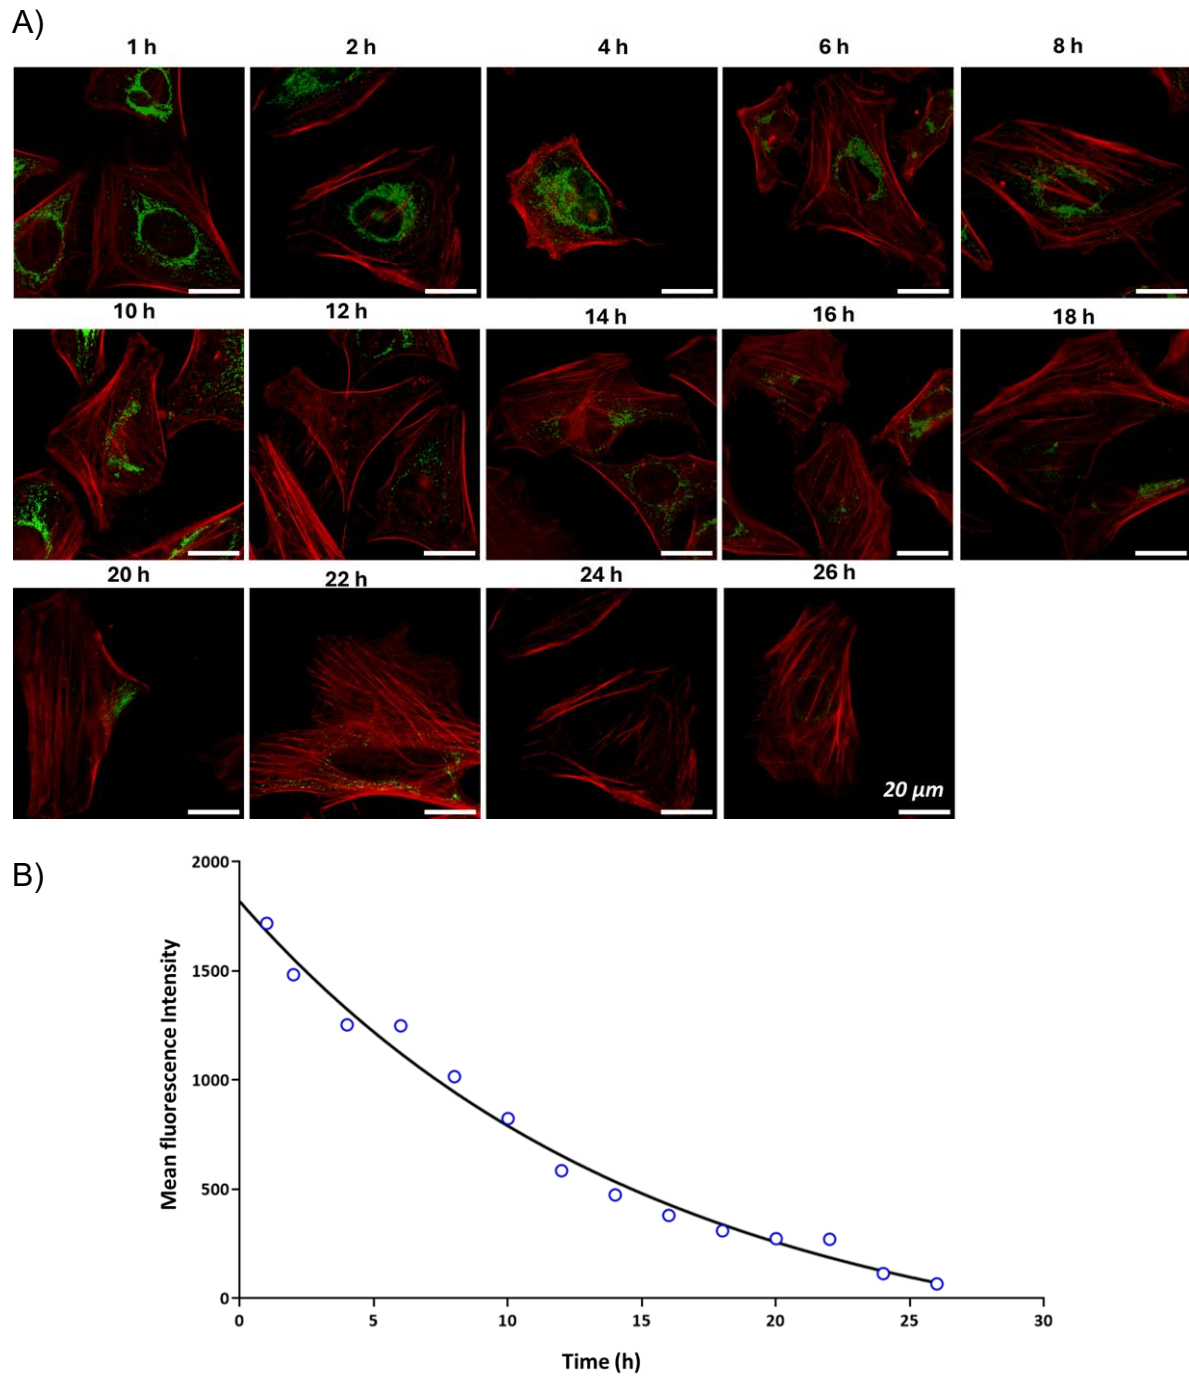 A)
1 h 2 h 4 h 6 h 8 h
10 h 12 h 14 h 16 h 18 h
20 h 22 h 24 h 26 h
20 µm
B)
2000
1500
1000
500
0
Mean fluorescence Intensity
0 5 10 15 20 25 30
Time (h)